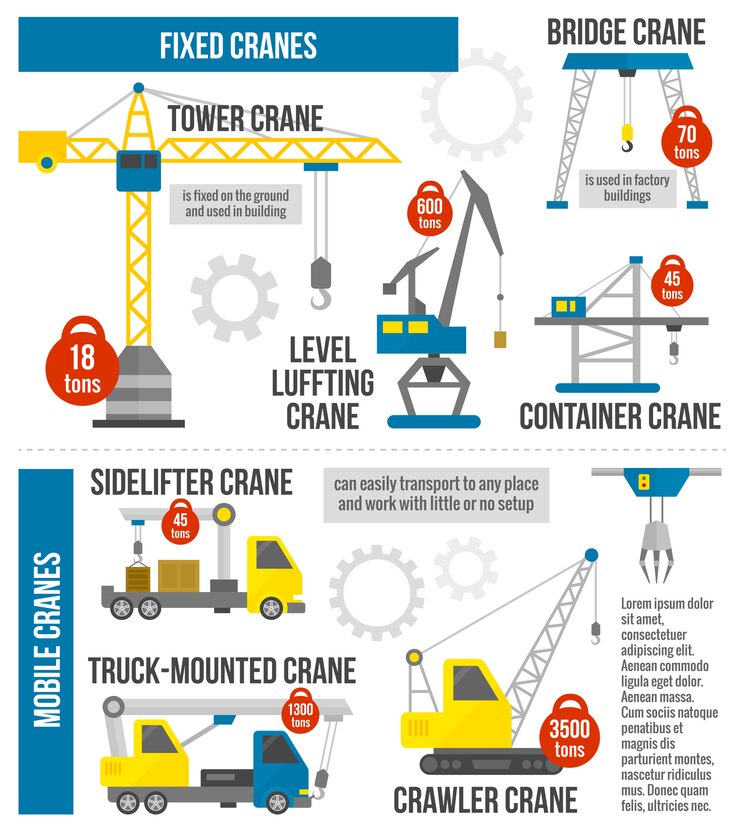 FIXED CRANES
TOWER CRANE
is fixed on the ground
and used in building
18
tons
LEVEL
LUFFTING
CRANE
600
tons
BRIDGE CRANE
70
tons
is used in factory
buildings
45
tons
CONTAINER CRANE
MOBILE CRANES
SIDELIFTER CRANE
45
tons
can easily transport to any place
and work with little or no setup
TRUCK-MOUNTED CRANE
1300
tons
3500
tons
CRAWLER CRANE
Lorem ipsum dolor
sit amet,
consectetuer
adipiscing elit.
Aenean commodo
ligula eget dolor.
Aenean massa.
Cum sociis natoque
penatibus et
magnis dis
parturient montes,
nascetur ridiculus
mus. Donec quam
felis, ultricies nec.